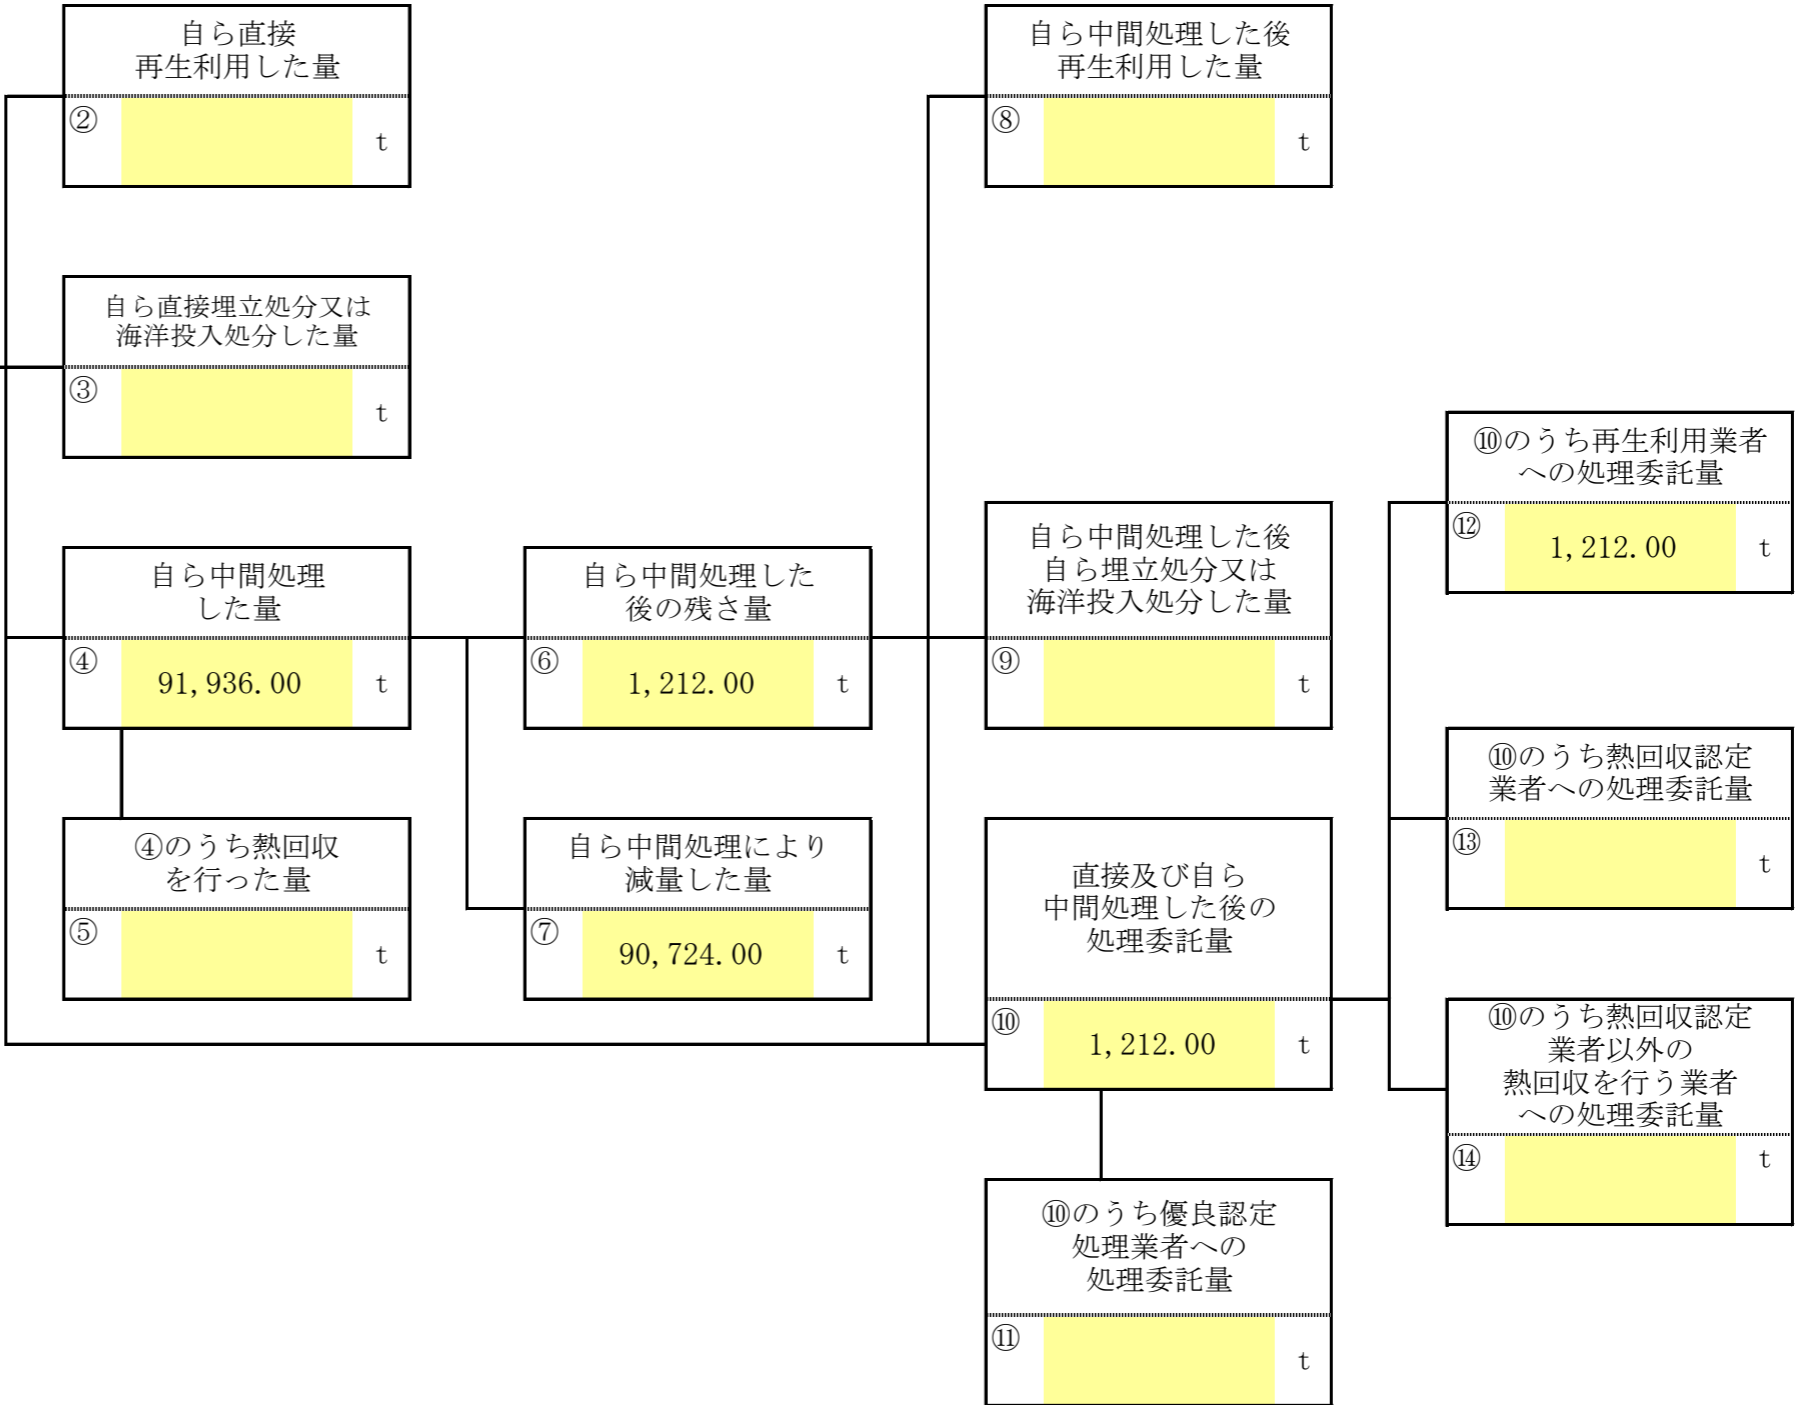 自ら直接
再生利用した量
②
t
自ら中間処理した後
再生利用した量
⑧
t
自ら直接埋立処分又は
海洋投入処分した量
③
t
⑩のうち再生利用業者
への処理委託量
⑫
1,212.00
t
自ら中間処理
した量
④
91,936.00
t
自ら中間処理した
後の残さ量
⑥
1,212.00
t
自ら中間処理した後
自ら埋立処分又は
海洋投入処分した量
⑨
t
⑩のうち熱回収認定
業者への処理委託量
⑬
t
④のうち熱回収
を行った量
⑤
t
自ら中間処理により
減量した量
⑦
90,724.00
t
直接及び自ら
中間処理した後の
処理委託量
⑩
1,212.00
t
⑩のうち熱回収認定
業者以外の
熱回収を行う業者
への処理委託量
⑭
t
⑩のうち優良認定
処理業者への
処理委託量
⑪
t